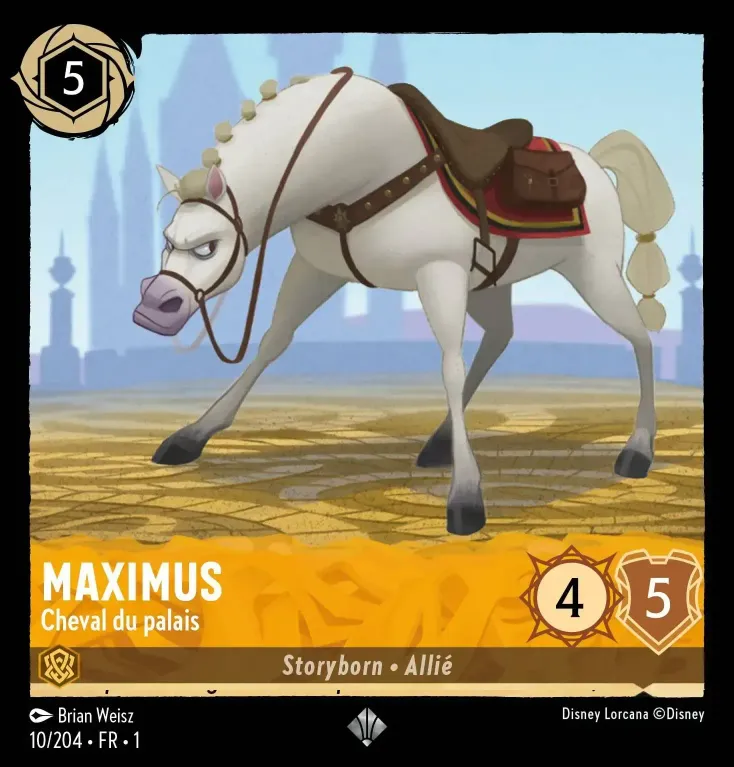 5
MAXIMUS
Cheval du palais
4
5
Storyborn • Allié
Brian Weisz
Disney Lorcana ©Disney
10/204 • FR • 1